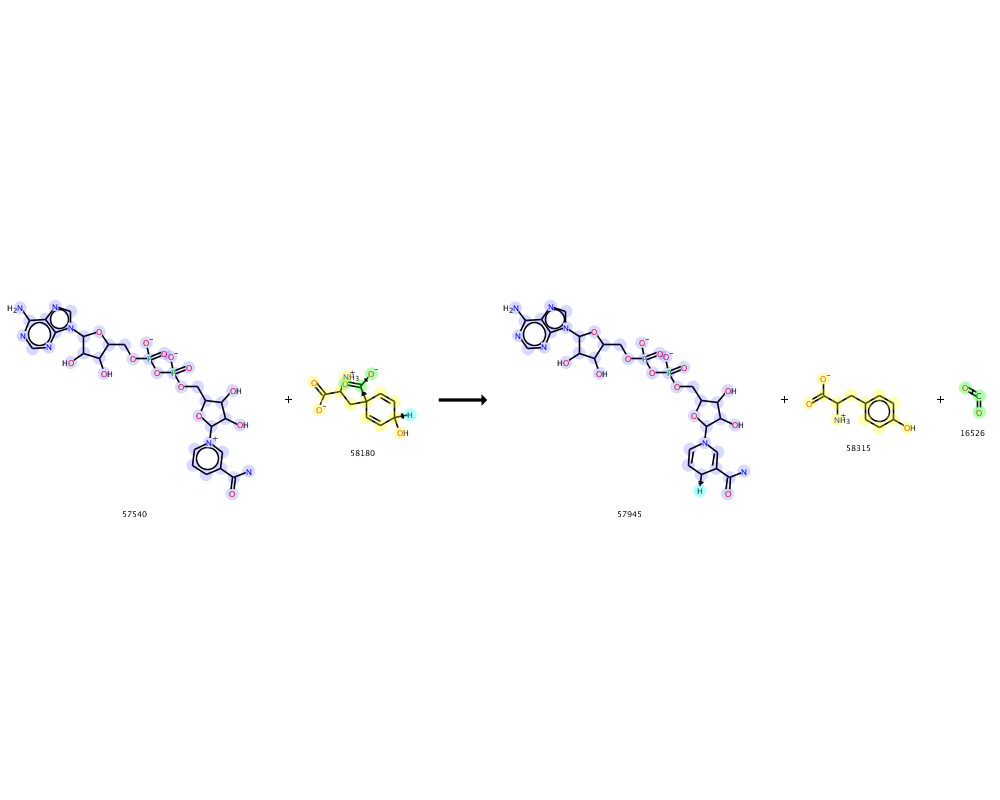 H2N N N N N N O HO OH O O- P O O- P O O O OH O OH N+ N O
57540
+
O O- NH3+ O O- H OH
58180
H2N N N N N N O HO OH O O- P O O- P O O O OH O OH N N O H
57945
+
O- O NH3+ OH
58315
+
O C O
16526